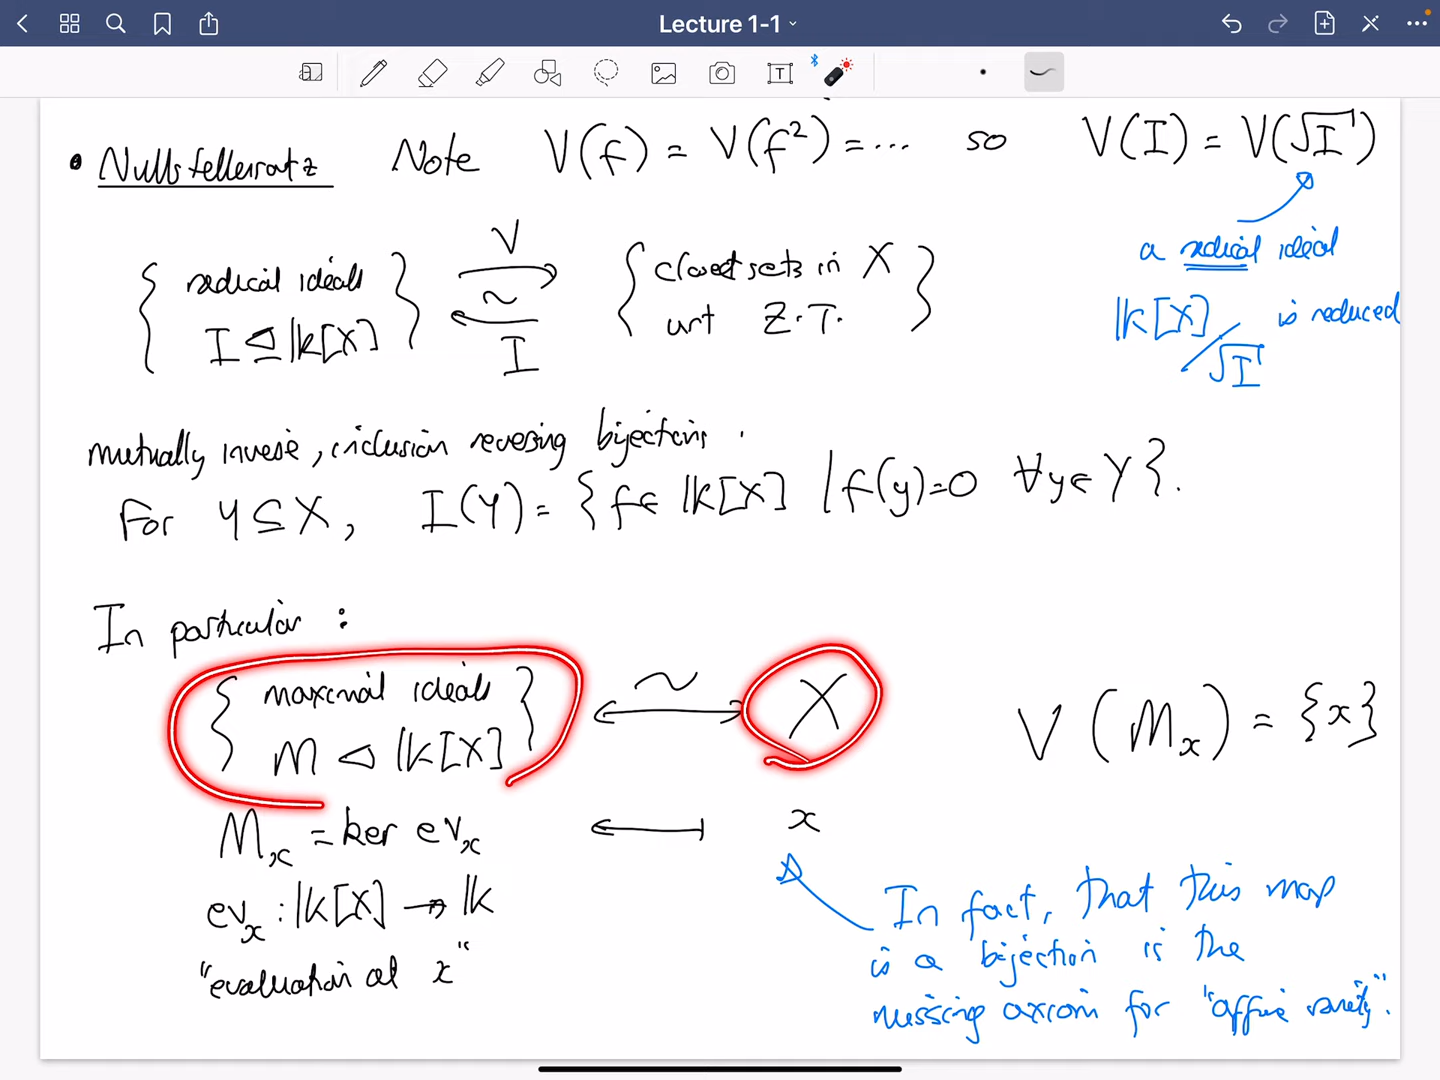 Lecture 1-1
• Nullstellensatz Note V(f) = V(f²) = ... so V(I) = V(√I)
a radical ideal
{ radical ideals I ⊴ 𝕜[X] } V ⟶ ~ ⟵ I { closed sets in X wrt Z.T. }
𝕜[X]/√I is reduced
mutually inverse, inclusion reversing bijections.
For Y ⊆ X, I(Y) = { f ∈ 𝕜[X] | f(y)=0 ∀y ∈ Y }.
In particular :
{ maximal ideals M ◁ 𝕜[X] } ⟷ ~ X V(M_x) = {x}
M_x = ker ev_x ⟻ x
ev_x : 𝕜[X] ↠ 𝕜
"evaluation at x"
In fact, that this map
is a bijection is the
missing axiom for "affine variety".